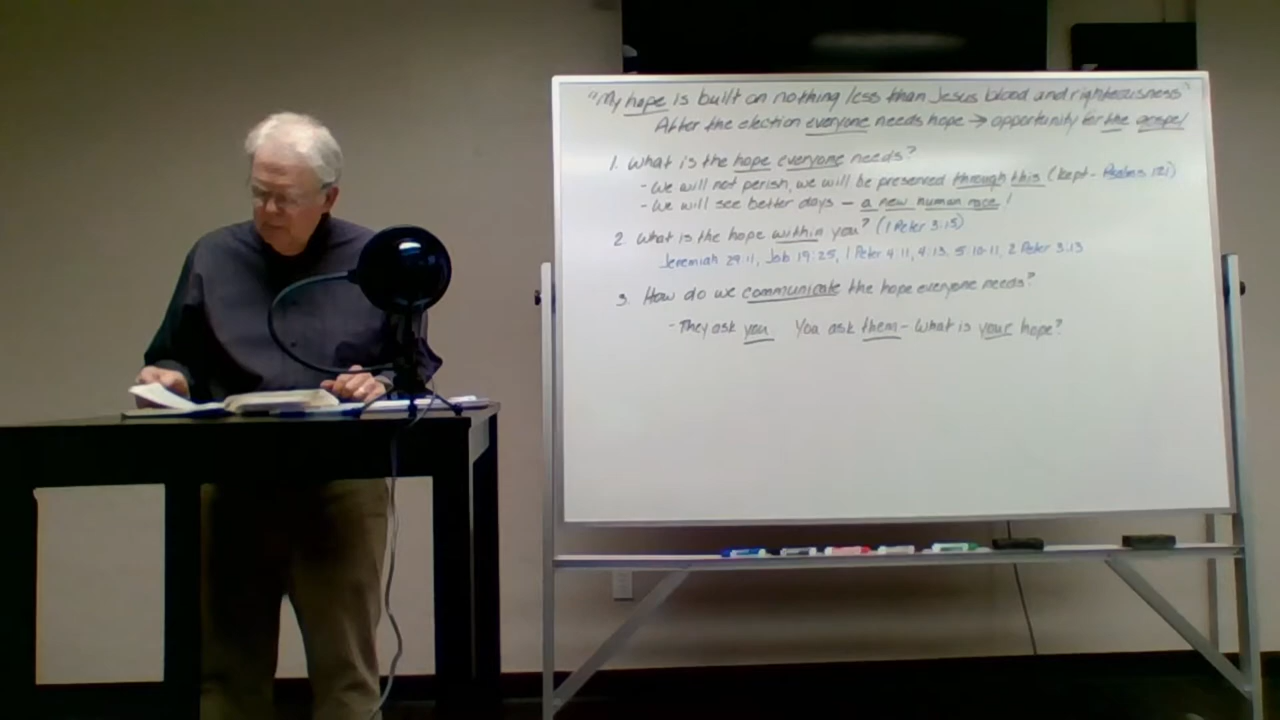 "My hope is built on nothing less than Jesus blood and righteousness"
After the election everyone needs hope → opportunity for the gospel
1. What is the hope everyone needs?
- We will not perish, we will be preserved through this (kept - Psalms 121)
- We will see better days - a new human race!
2. What is the hope within you? (1 Peter 3:15)
Jeremiah 29:11, Job 19:25, 1 Peter 4:11, 4:13, 5:10-11, 2 Peter 3:13
3. How do we communicate the hope everyone needs?
- They ask you You ask them - What is your hope?